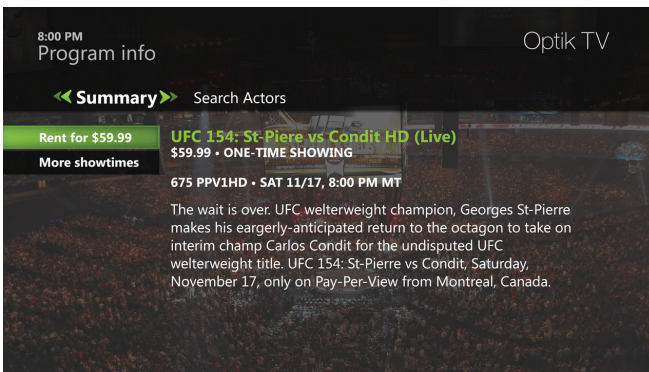 8:00 PM
Program info
Optik TV
Summary
Search Actors
Rent for $59.99
More showtimes
UFC 154: St-Piere vs Condit HD (Live)
$59.99 • ONE-TIME SHOWING
675 PPV1HD • SAT 11/17, 8:00 PM MT
The wait is over. UFC welterweight champion, Georges St-Pierre
makes his eargerly-anticipated return to the octagon to take on
interim champ Carlos Condit for the undisputed UFC
welterweight title. UFC 154: St-Pierre vs Condit, Saturday,
November 17, only on Pay-Per-View from Montreal, Canada.